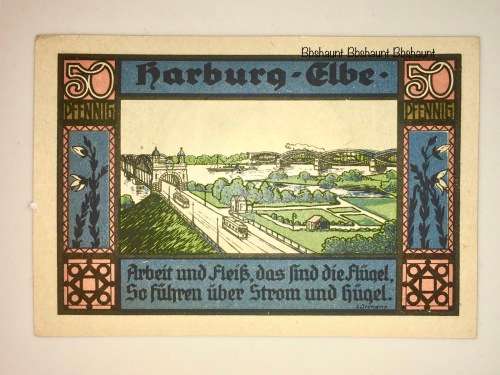 Bhshaunt Bhshaunt Bhshaunt
50 Harburg-Elbe. 50
PFENNIG PFENNIG
Arbeit und Fleiß, das sind die Flügel,
So führen über Strom und Hügel.